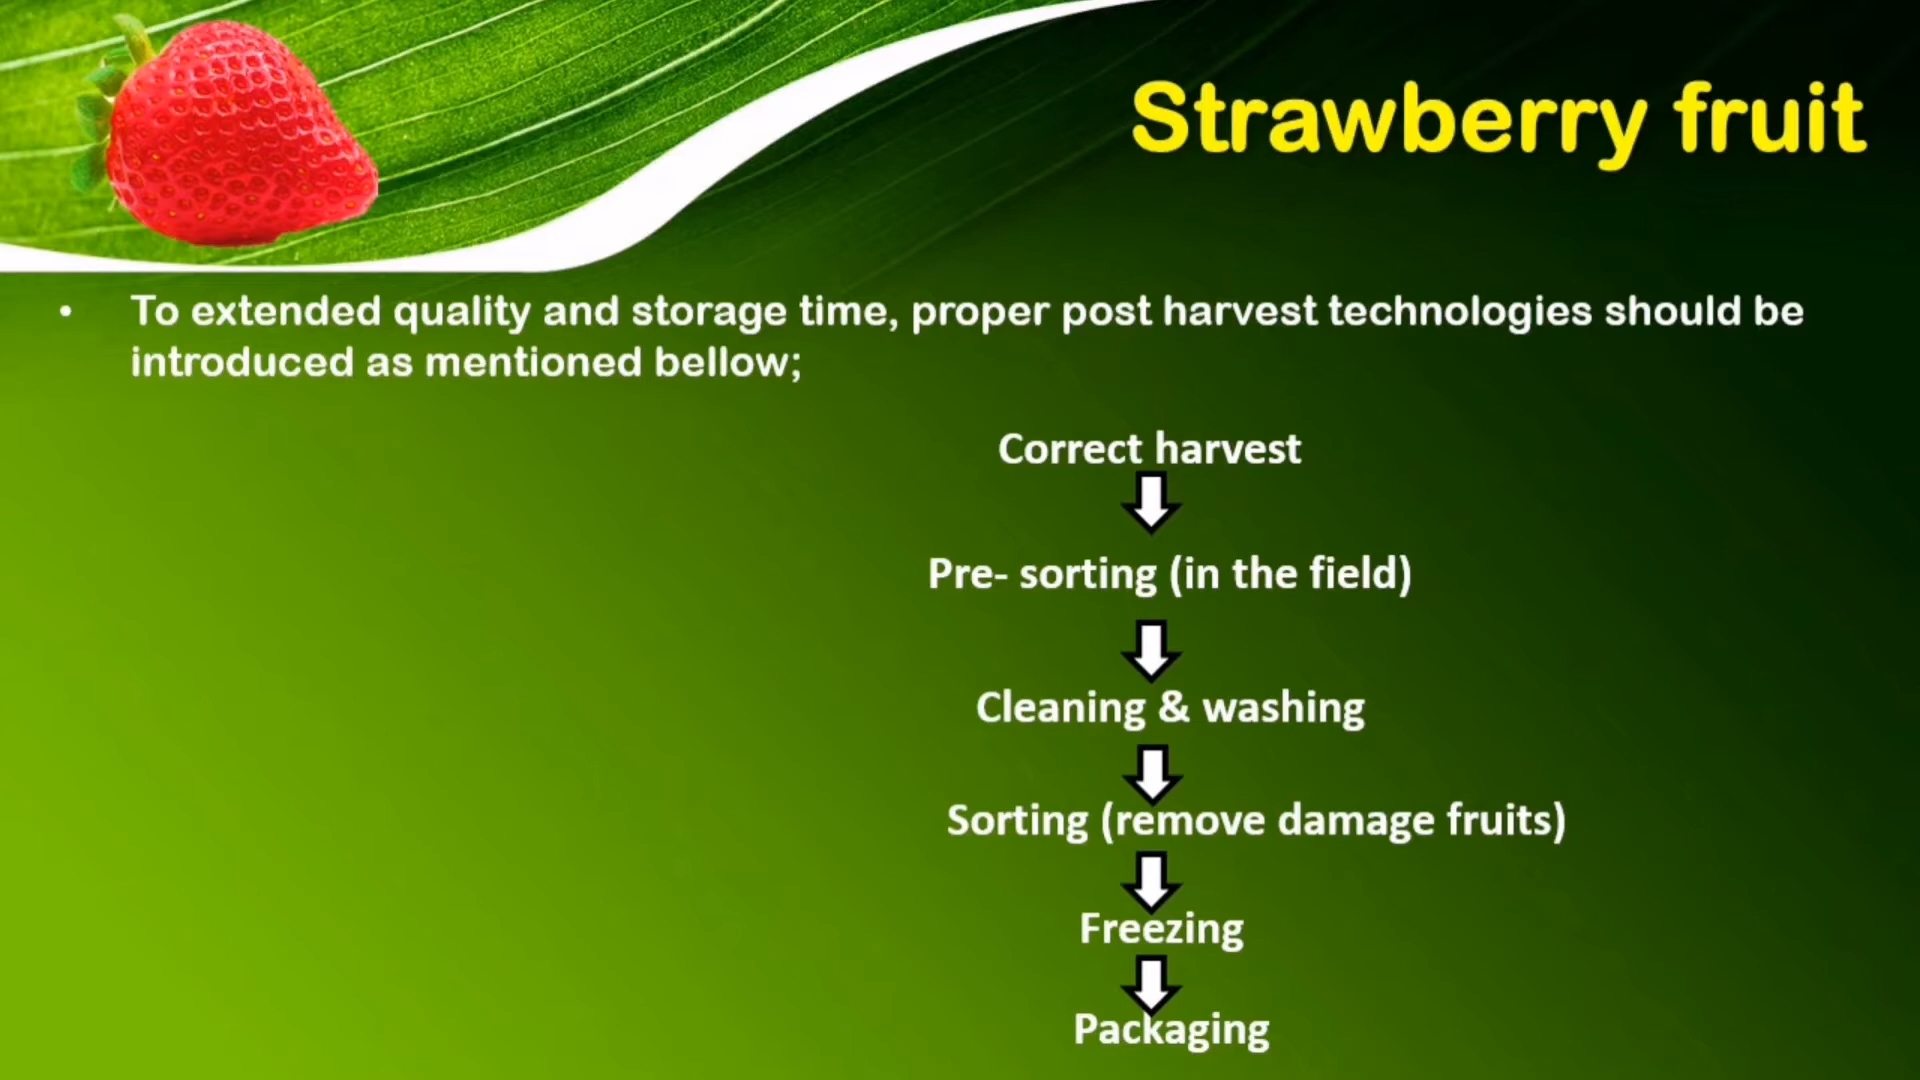 Strawberry fruit
• To extended quality and storage time, proper post harvest technologies should be
introduced as mentioned bellow;
Correct harvest
Pre- sorting (in the field)
Cleaning & washing
Sorting (remove damage fruits)
Freezing
Packaging